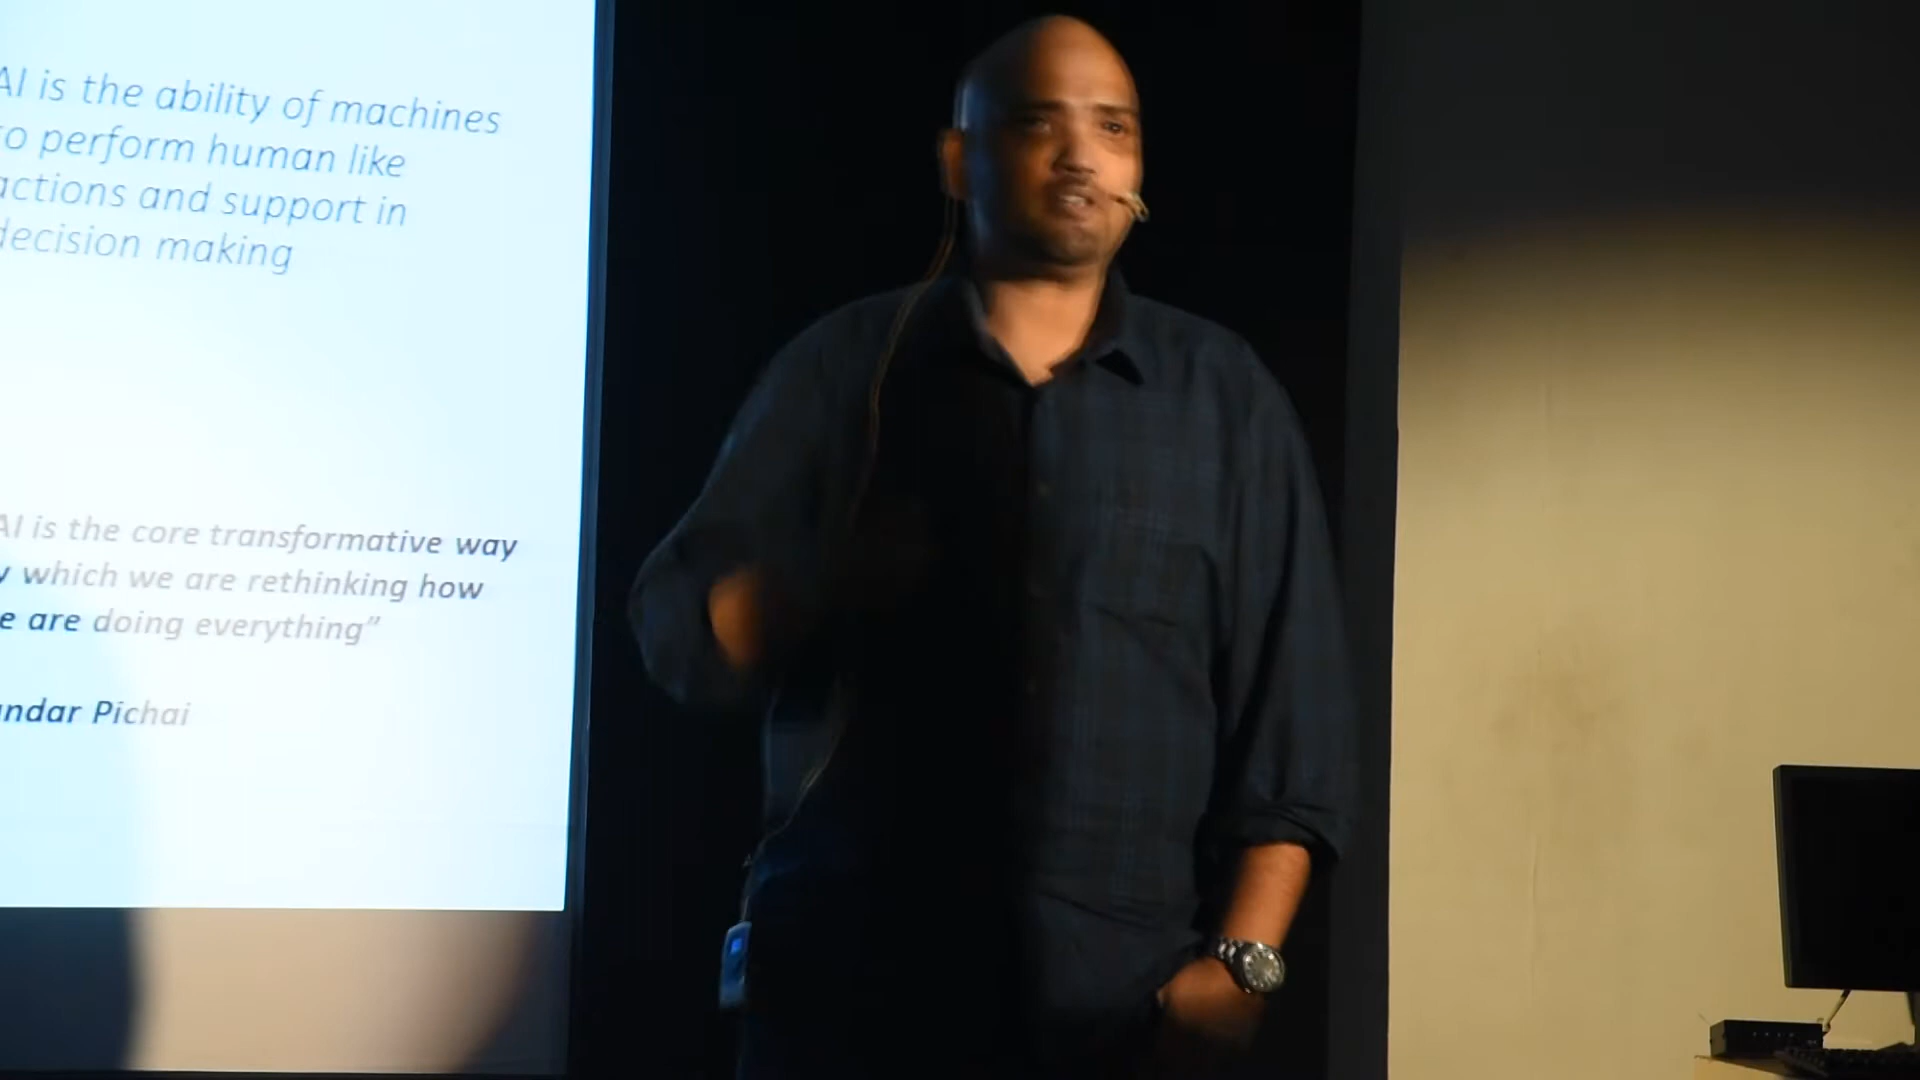 AI is the ability of machines
to perform human like
actions and support in
decision making
AI is the core transformative way
y which we are rethinking how
e are doing everything”
undar Pichai